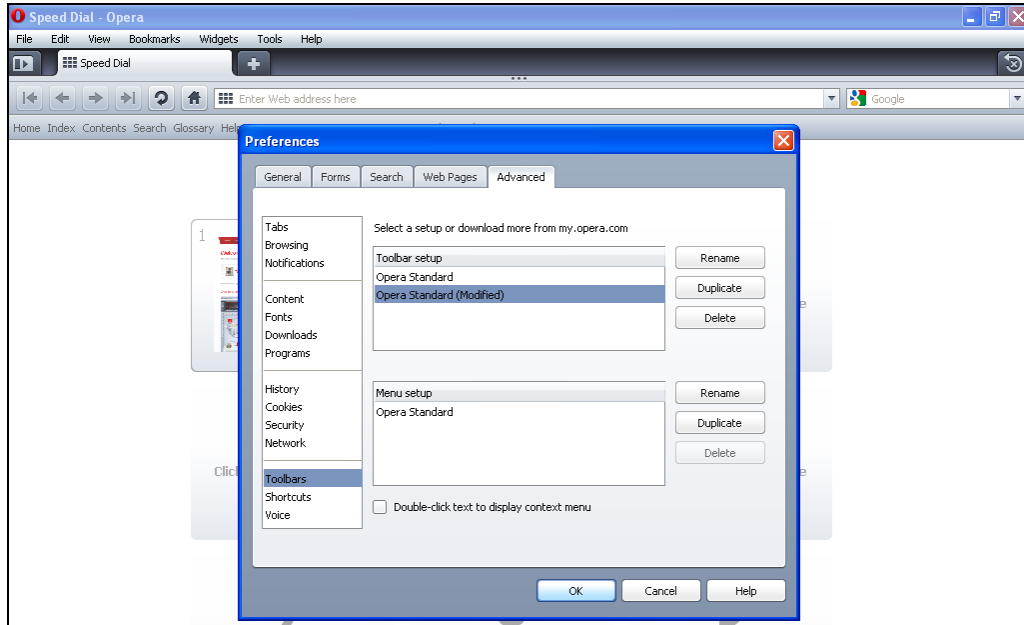 Speed Dial - Opera
File Edit View Bookmarks Widgets Tools Help
Speed Dial
Enter Web address here
Google
Home Index Contents Search Glossary Help
Preferences
General Forms Search Web Pages Advanced
Tabs
Browsing
Notifications
Content
Fonts
Downloads
Programs
History
Cookies
Security
Network
Toolbars
Shortcuts
Voice
Select a setup or download more from my.opera.com
Toolbar setup
Opera Standard
Opera Standard (Modified)
Rename
Duplicate
Delete
Menu setup
Opera Standard
Rename
Duplicate
Delete
Double-click text to display context menu
OK Cancel Help
1
Clic
e
e